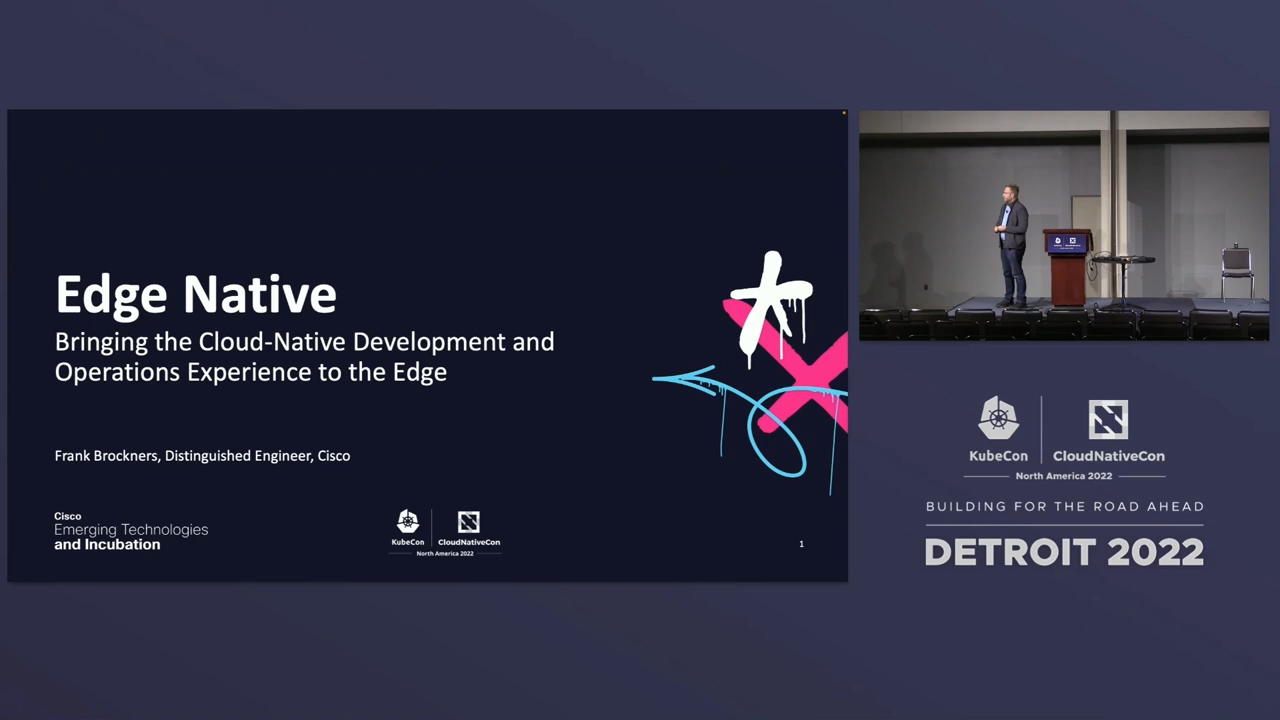 Edge Native
Bringing the Cloud-Native Development and
Operations Experience to the Edge
Frank Brockners, Distinguished Engineer, Cisco
Cisco
Emerging Technologies
and Incubation
KubeCon
CloudNativeCon
North America 2022
1
KubeCon
CloudNativeCon
North America 2022
BUILDING FOR THE ROAD AHEAD
DETROIT 2022